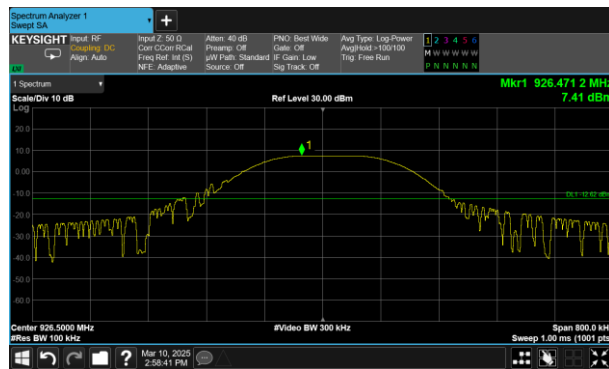 Spectrum Analyzer 1
Swept SA
KEYSIGHT Input: RF Input Z: 50 Ω Atten: 40 dB PNO: Best Wide Avg Type: Log-Power 1 2 3 4 5 6
Coupling: DC Corr CCorr RCal Preamp: Off Gate: Off Avg|Hold:>100/100 M W W W W W
Align: Auto Freq Ref: Int (S) µW Path: Standard IF Gain: Low Trig: Free Run
NFE: Adaptive Source: Off Sig Track: Off P N N N N N
1 Spectrum Mkr1 926.471 2 MHz
Scale/Div 10 dB Ref Level 30.00 dBm 7.41 dBm
Log
20.0
1
10.0
0.00
-10.0
DL1 -12.62 dBm
-20.0
-30.0
-40.0
-50.0
-60.0
Center 926.5000 MHz #Video BW 300 kHz Span 800.0 kHz
#Res BW 100 kHz Sweep 1.00 ms (1001 pts)
? Mar 10, 2025
2:58:41 PM